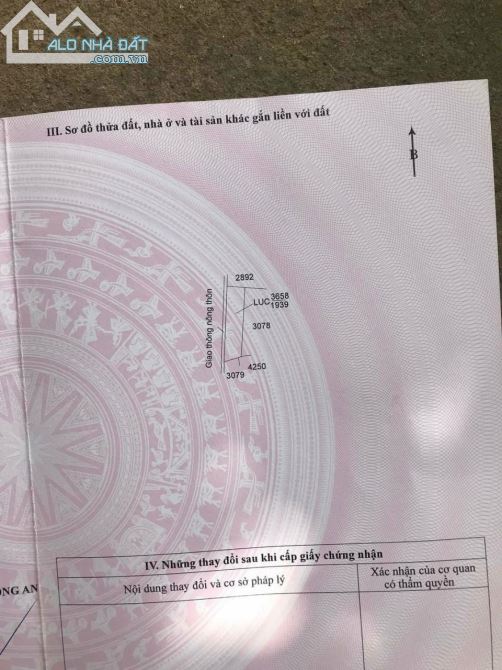 ALO NHÀ ĐẤT
.com.vn
III. Sơ đồ thửa đất, nhà ở và tài sản khác gắn liền với đất
B
2892
Giao thông nông thôn
LUC 3658
1939
3078
4250
3079
IV. Những thay đổi sau khi cấp giấy chứng nhận
ONG AN
Nội dung thay đổi và cơ sở pháp lý
Xác nhận của cơ quan
có thẩm quyền